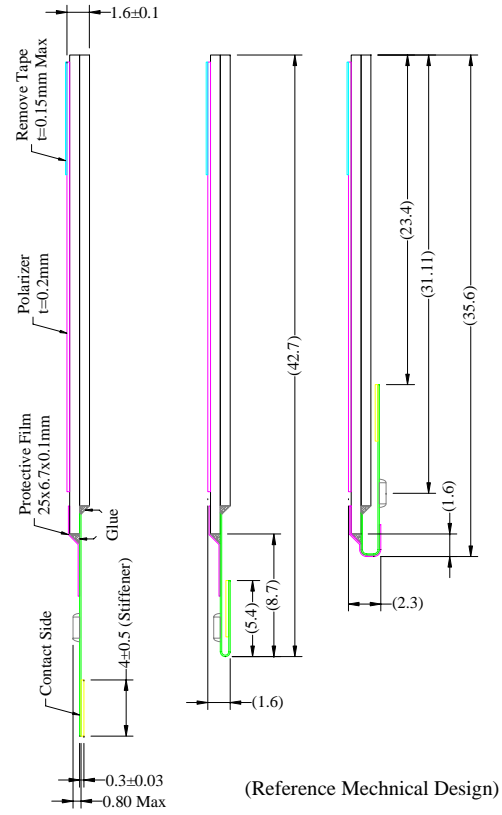 1.6±0.1
Remove Tape
t=0.15mm Max
Polarizer
t=0.2mm
Protective Film
25x6.7x0.1mm
Glue
Contact Side
4±0.5 (Stiffener)
0.3±0.03
0.80 Max
(42.7)
(8.7)
(5.4)
(1.6)
(23.4)
(31.11)
(35.6)
(1.6)
(2.3)
(Reference Mechnical Design)